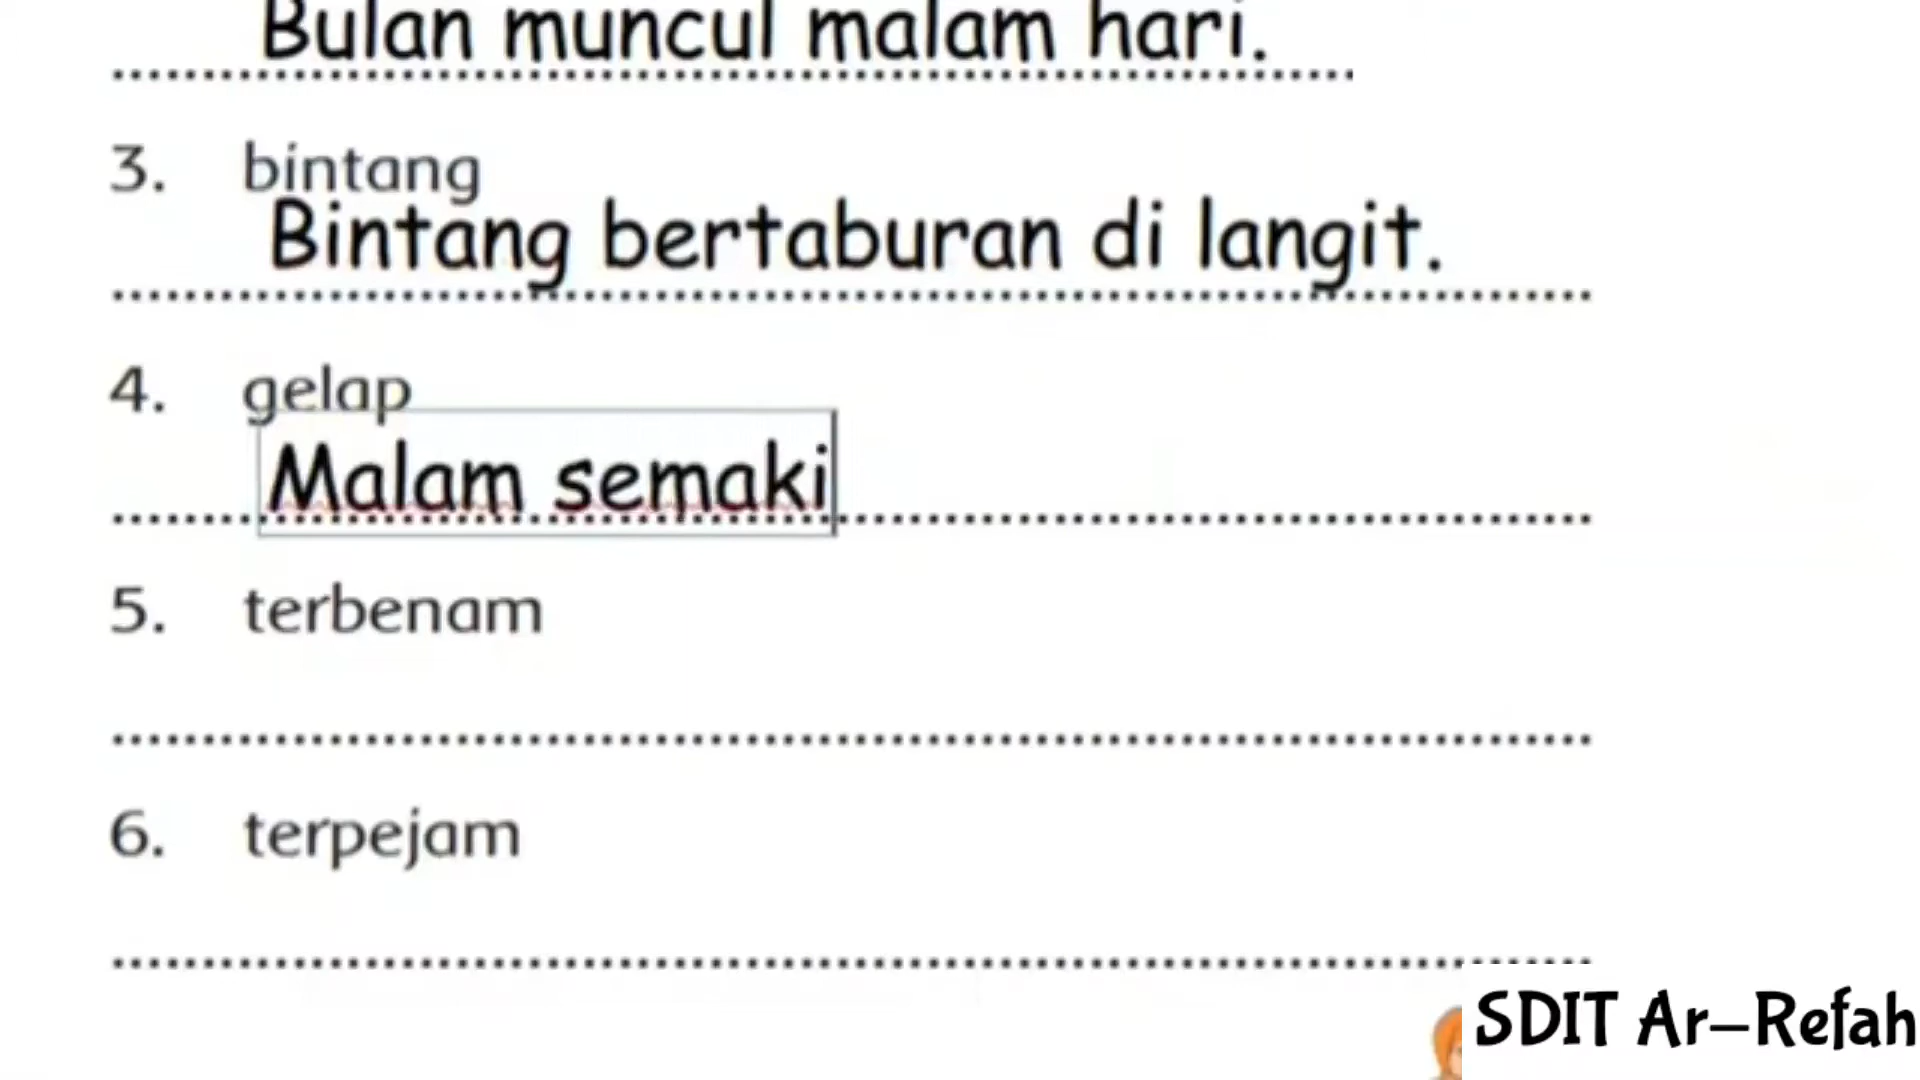 Bulan muncul malam hari.
3. bintang
Bintang bertaburan di langit.
4. gelap
Malam semaki
5. terbenam
6. terpejam
SDIT Ar-Refah